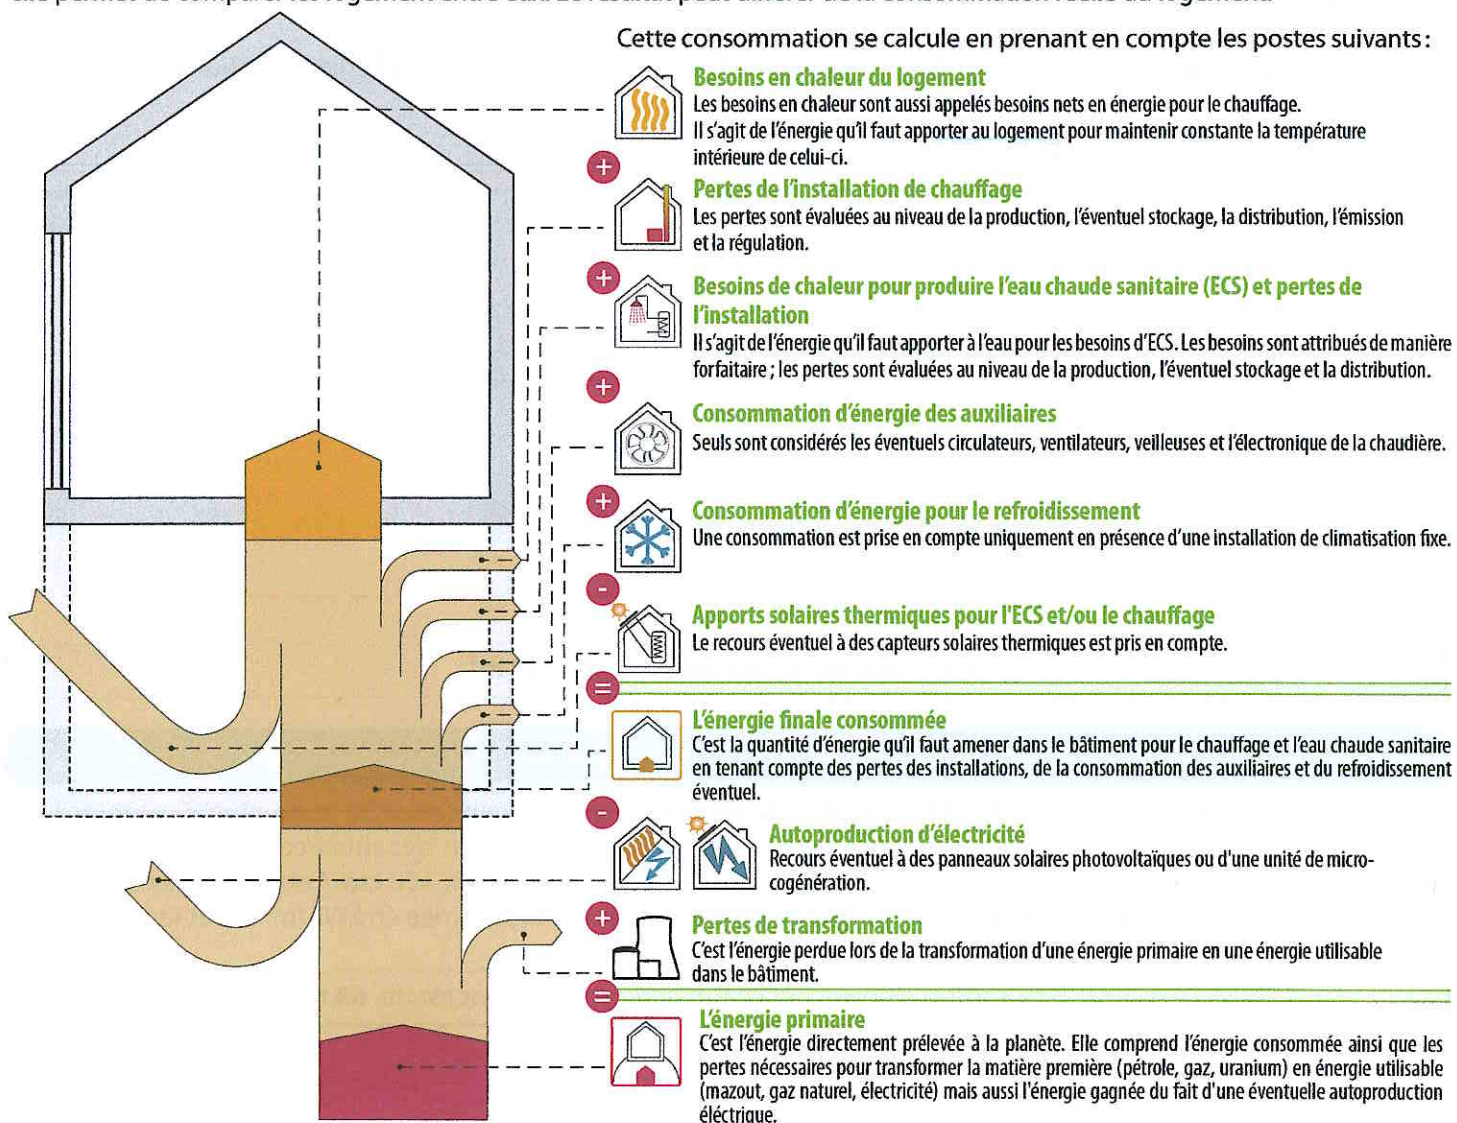 Cette consommation se calcule en prenant en compte les postes suivants :
Besoins en chaleur du logement
Les besoins en chaleur sont aussi appelés besoins nets en énergie pour le chauffage.
Il s'agit de l'énergie qu'il faut apporter au logement pour maintenir constante la température
intérieure de celui-ci.
+
Pertes de l'installation de chauffage
Les pertes sont évaluées au niveau de la production, l'éventuel stockage, la distribution, l'émission
et la régulation.
+
Besoins de chaleur pour produire l'eau chaude sanitaire (ECS) et pertes de
l'installation
Il s'agit de l'énergie qu'il faut apporter à l'eau pour les besoins d'ECS. Les besoins sont attribués de manière
forfaitaire ; les pertes sont évaluées au niveau de la production, l'éventuel stockage et la distribution.
+
Consommation d'énergie des auxiliaires
Seuls sont considérés les éventuels circulateurs, ventilateurs, veilleuses et l'électronique de la chaudière.
+
Consommation d'énergie pour le refroidissement
Une consommation est prise en compte uniquement en présence d'une installation de climatisation fixe.
-
Apports solaires thermiques pour l'ECS et/ou le chauffage
Le recours éventuel à des capteurs solaires thermiques est pris en compte.
=
L'énergie finale consommée
C'est la quantité d'énergie qu'il faut amener dans le bâtiment pour le chauffage et l'eau chaude sanitaire
en tenant compte des pertes des installations, de la consommation des auxiliaires et du refroidissement
éventuel.
-
Autoproduction d'électricité
Recours éventuel à des panneaux solaires photovoltaïques ou d'une unité de micro-
cogénération.
+
Pertes de transformation
C'est l'énergie perdue lors de la transformation d'une énergie primaire en une énergie utilisable
dans le bâtiment.
=
L'énergie primaire
C'est l'énergie directement prélevée à la planète. Elle comprend l'énergie consommée ainsi que les
pertes nécessaires pour transformer la matière première (pétrole, gaz, uranium) en énergie utilisable
(mazout, gaz naturel, électricité) mais aussi l'énergie gagnée du fait d'une éventuelle autoproduction
éléctrique.